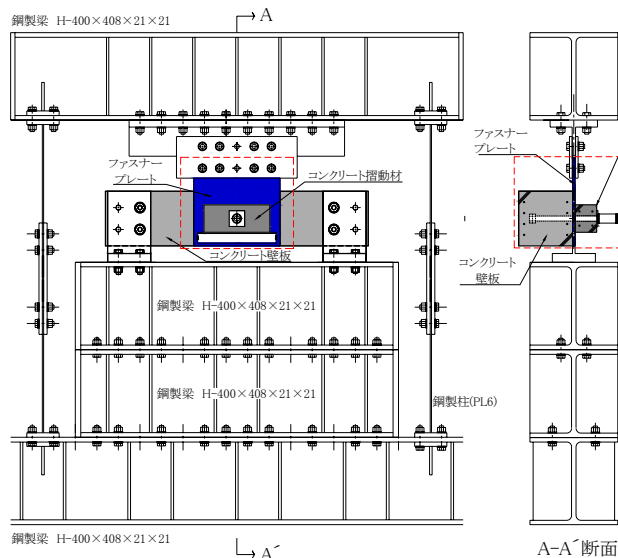 鋼製梁 H-400×408×21×21
A
ファスナー
プレート
コンクリート摺動材
コンクリート壁板
鋼製梁 H-400×408×21×21
鋼製梁 H-400×408×21×21
鋼製柱(PL6)
鋼製梁 H-400×408×21×21
A´
ファスナー
プレート
コンクリート
壁板
A-A´断面